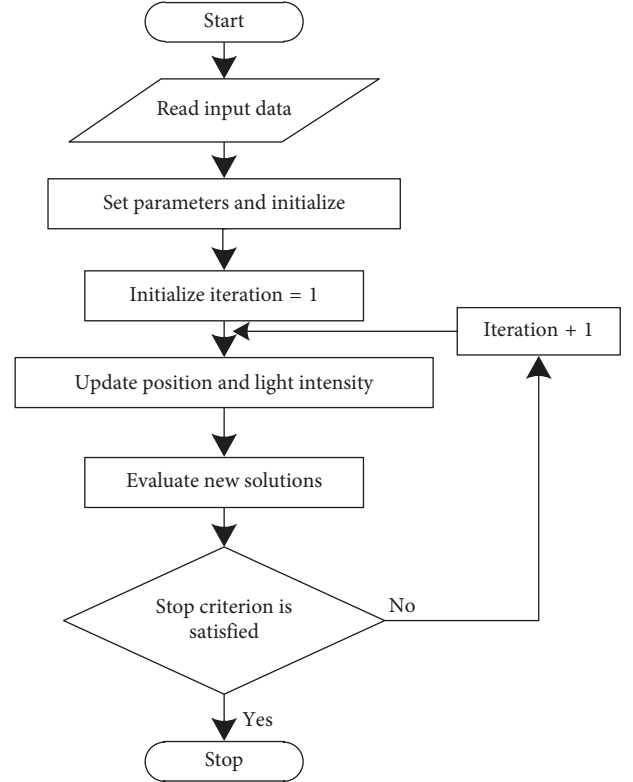 Start
Read input data
Set parameters and initialize
Initialize iteration = 1
Iteration + 1
Update position and light intensity
Evaluate new solutions
Stop criterion is
satisfied
No
Yes
Stop